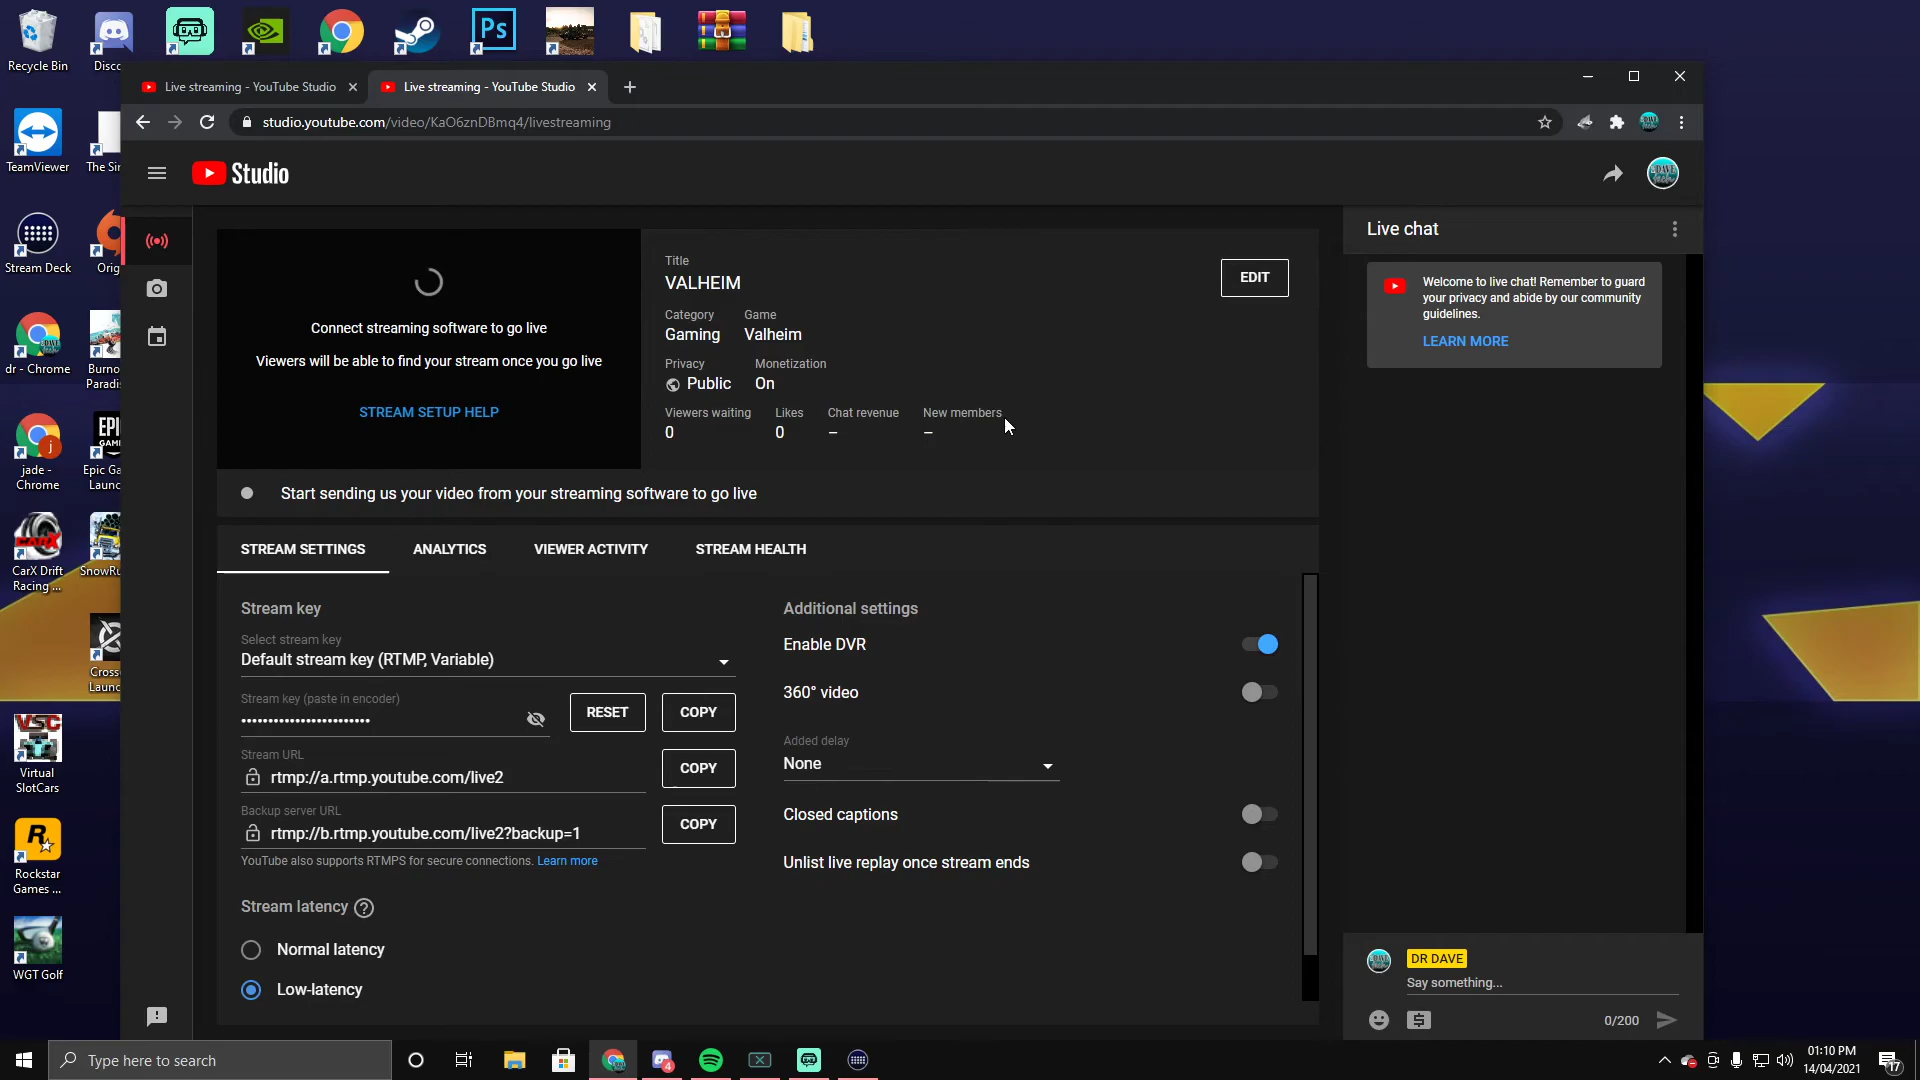 Recycle Bin
Disco
Ps
Live streaming - YouTube Studio
Live streaming - YouTube Studio
studio.youtube.com/video/KaO6znDBmq4/livestreaming
TeamViewer
The Sim
Studio
Stream Deck
Orig
Title
VALHEIM
EDIT
Category
Game
Gaming
Valheim
Privacy
Monetization
Public
On
Viewers waiting
Likes
Chat revenue
New members
0
0
–
–
Connect streaming software to go live
Viewers will be able to find your stream once you go live
STREAM SETUP HELP
Live chat
Welcome to live chat! Remember to guard
your privacy and abide by our community
guidelines.
LEARN MORE
dr - Chrome
Burno
Paradis
Start sending us your video from your streaming software to go live
jade -
Chrome
EPIC
GAM
Epic Ga
Launc
STREAM SETTINGS
ANALYTICS
VIEWER ACTIVITY
STREAM HEALTH
CarX Drift
Racing ...
SnowRu
Stream key
Select stream key
Default stream key (RTMP, Variable)
Stream key (paste in encoder)
••••••••••••••••••••••••
RESET
COPY
Stream URL
rtmp://a.rtmp.youtube.com/live2
COPY
Backup server URL
rtmp://b.rtmp.youtube.com/live2?backup=1
COPY
YouTube also supports RTMPS for secure connections. Learn more
Stream latency
Normal latency
Low-latency
Additional settings
Enable DVR
360° video
Added delay
None
Closed captions
Unlist live replay once stream ends
Cross
Launc
VSC
Virtual
SlotCars
Rockstar
Games ...
WGT Golf
DR DAVE
Say something...
0/200
Type here to search
4
01:10 PM
14/04/2021
17